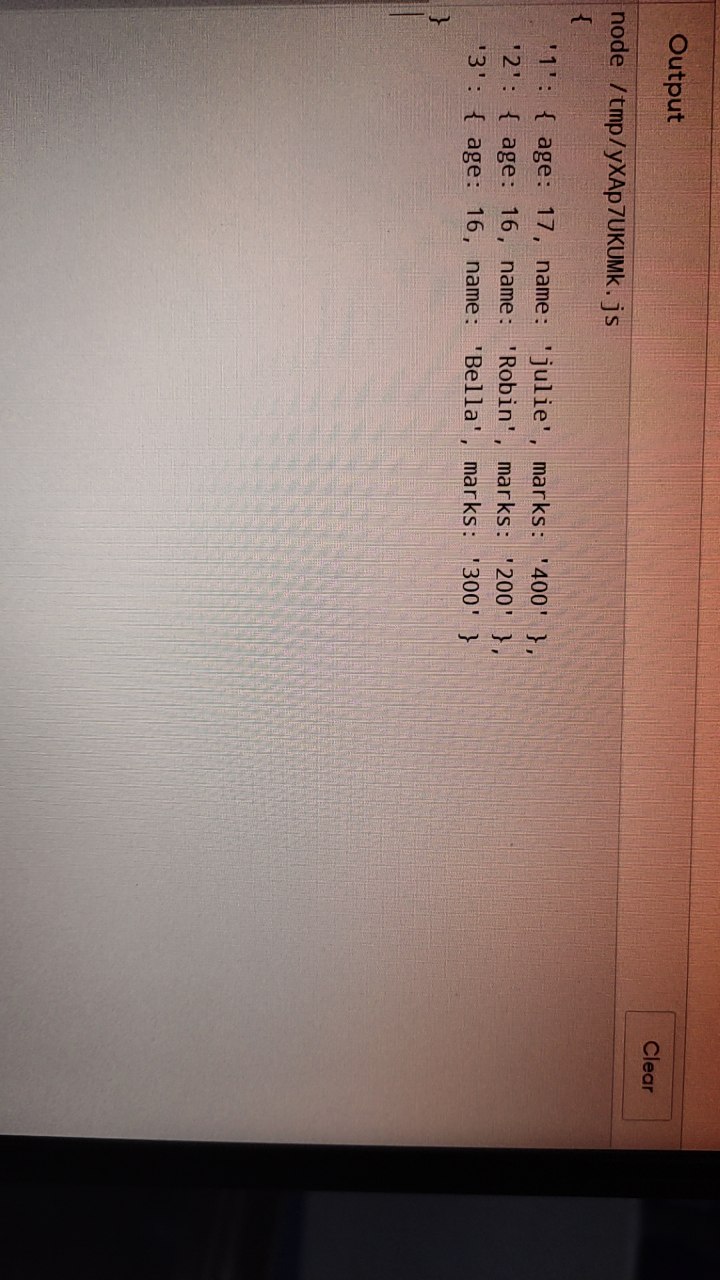 Output
Clear
node /tmp/yXAp7UKUMk.js
{
  '1': { age: 17, name: 'julie', marks: '400' },
  '2': { age: 16, name: 'Robin', marks: '200' },
  '3': { age: 16, name: 'Bella', marks: '300' }
}